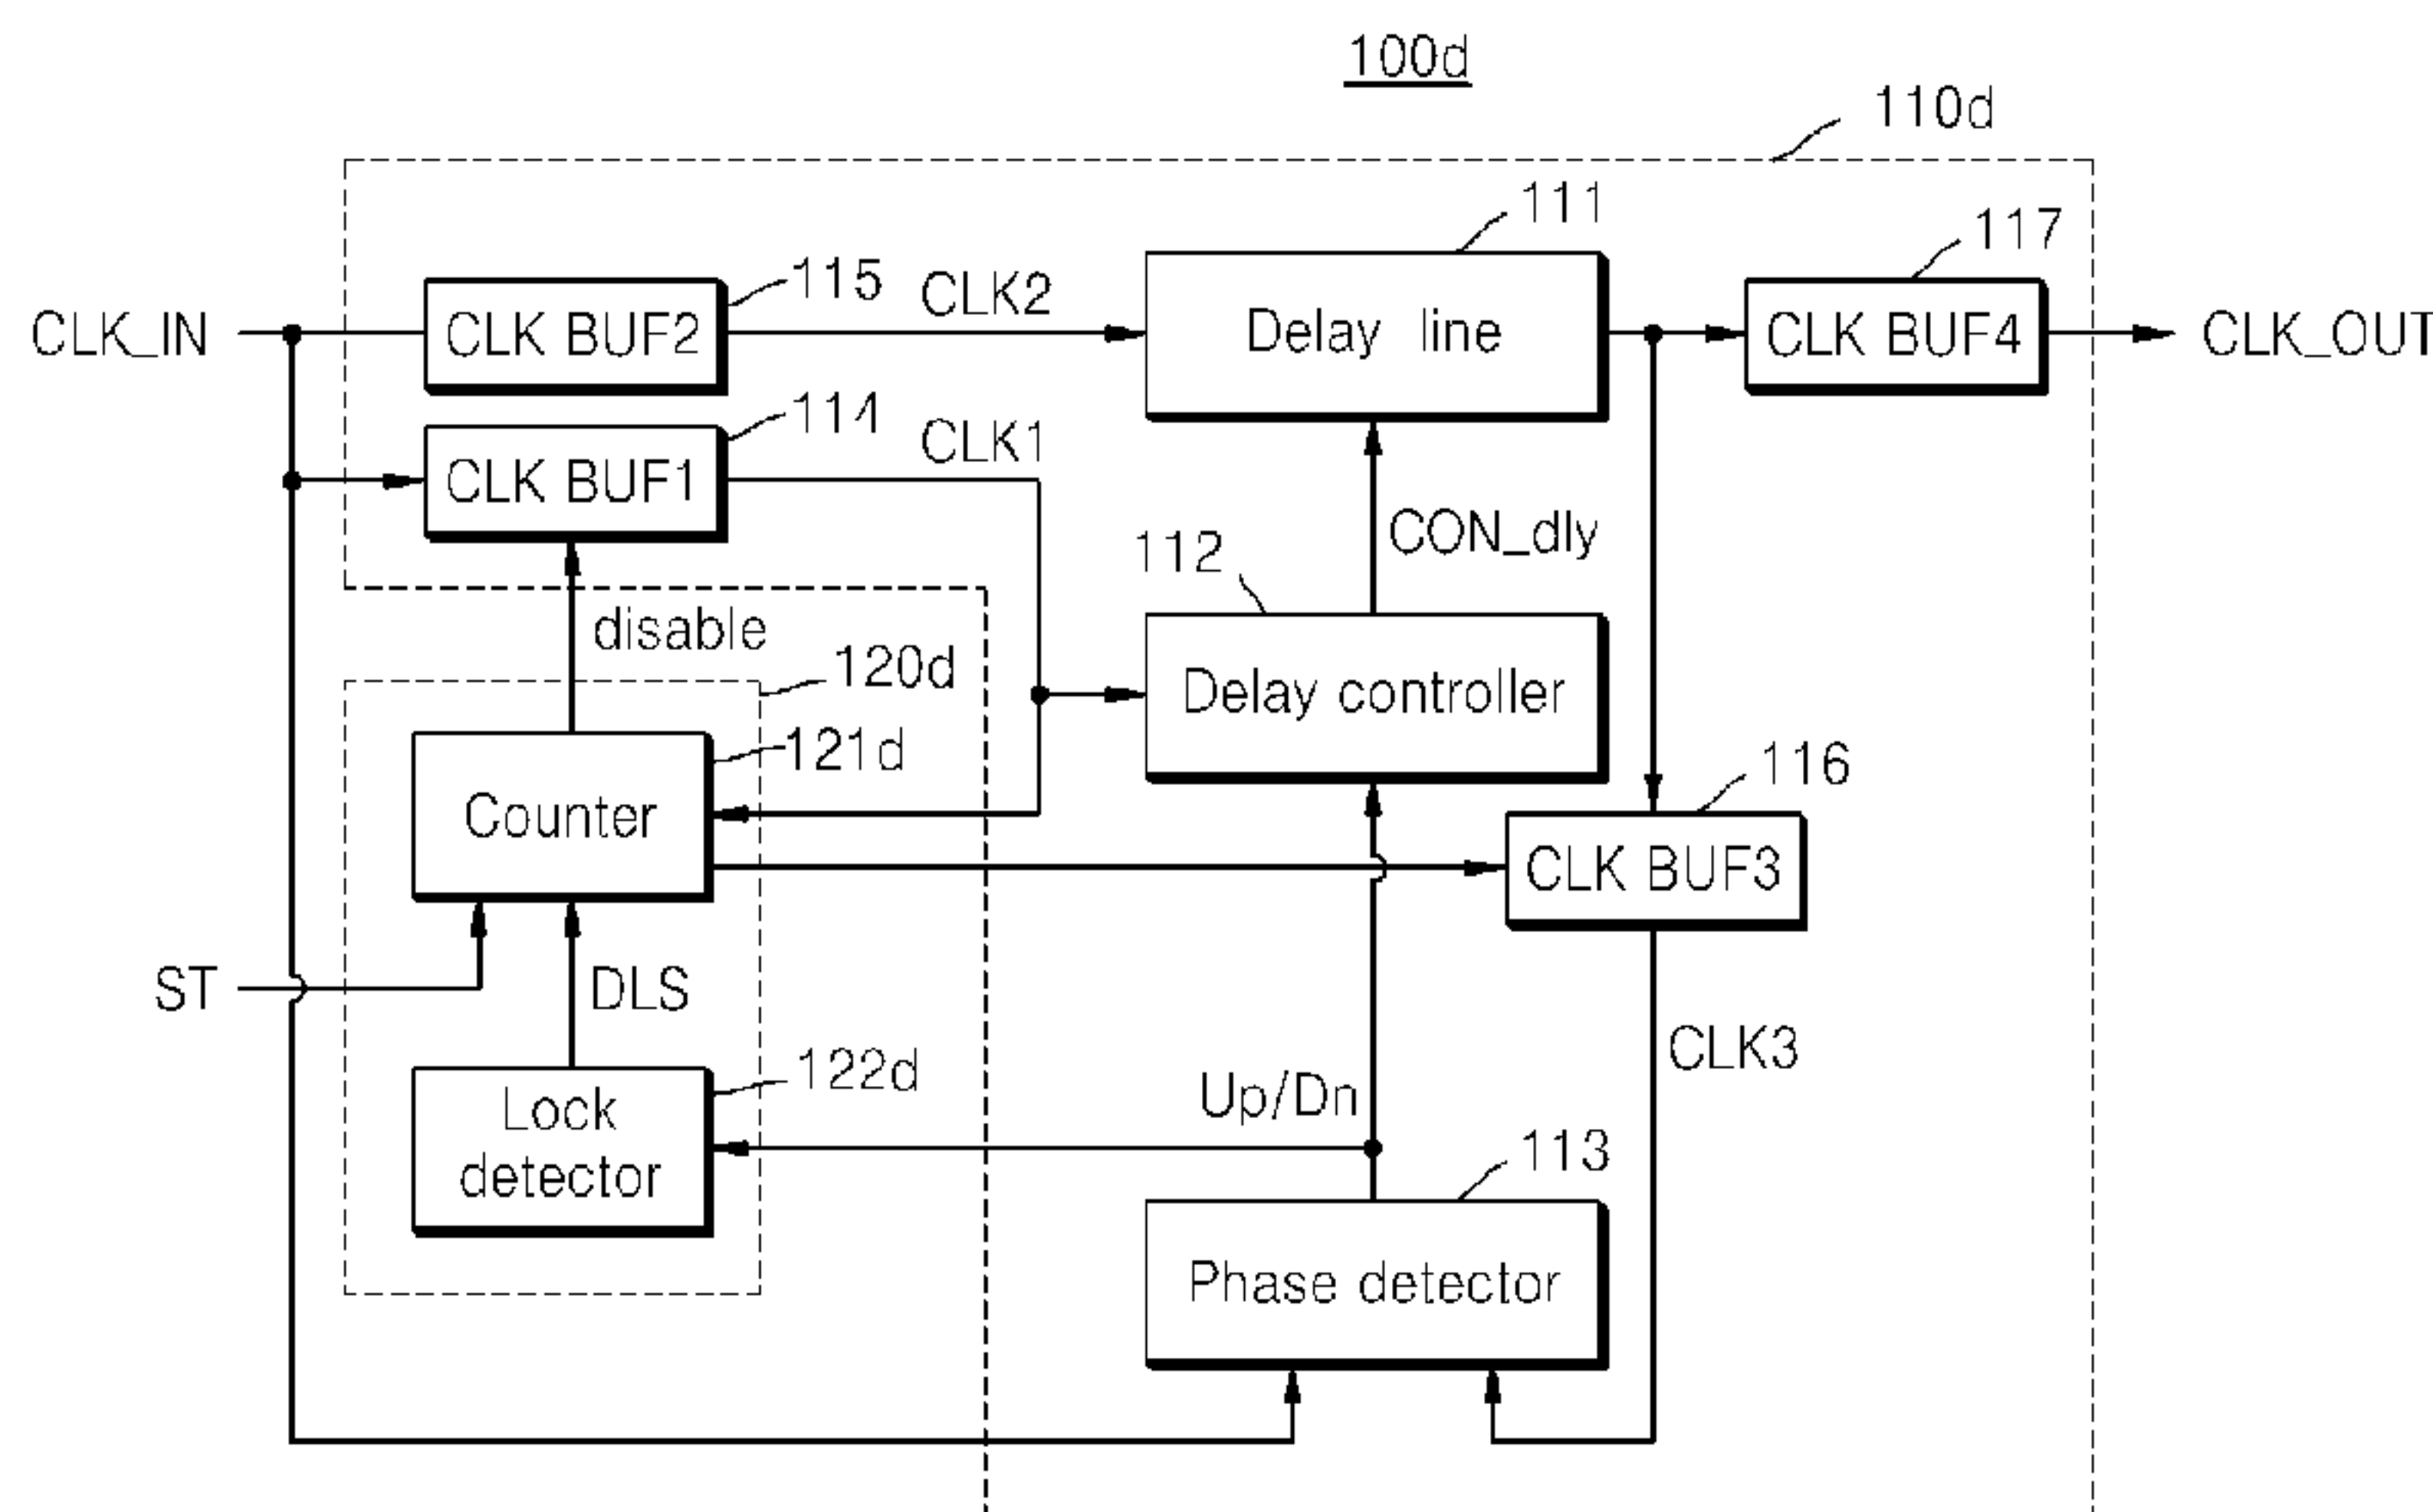 100d
110d
111
117
115
CLK2
CLK_IN
CLK BUF2
Delay line
CLK BUF4
CLK_OUT
114
CLK1
CLK BUF1
CON_dly
112
disable
120d
Delay controller
121d
116
Counter
CLK BUF3
ST
DLS
CLK3
122d
Up/Dn
Lock
detector
113
Phase detector